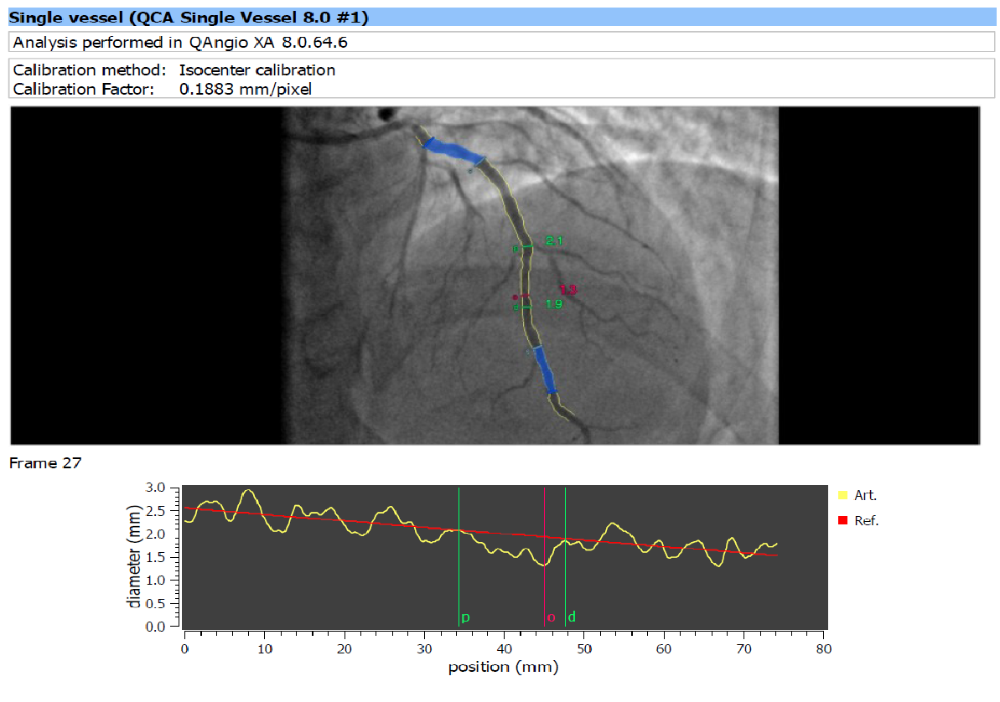 Single vessel (QCA Single Vessel 8.0 #1)
Analysis performed in QAngio XA 8.0.64.6
Calibration method: Isocenter calibration
Calibration Factor: 0.1883 mm/pixel
2.1
1.3
1.9
Frame 27
3.0
2.5
2.0
1.5
1.0
0.5
0.0
diameter (mm)
p
o
d
Art.
Ref.
0 10 20 30 40 50 60 70 80
position (mm)